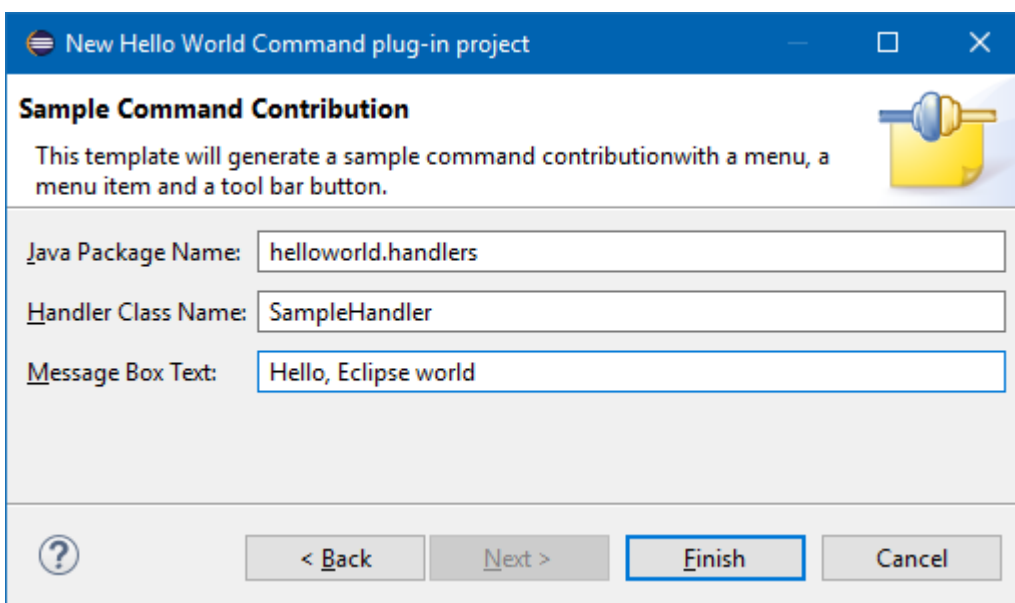 New Hello World Command plug-in project
Sample Command Contribution
This template will generate a sample command contributionwith a menu, a
menu item and a tool bar button.
Java Package Name: helloworld.handlers
Handler Class Name: SampleHandler
Message Box Text: Hello, Eclipse world
? < Back Next > Finish Cancel